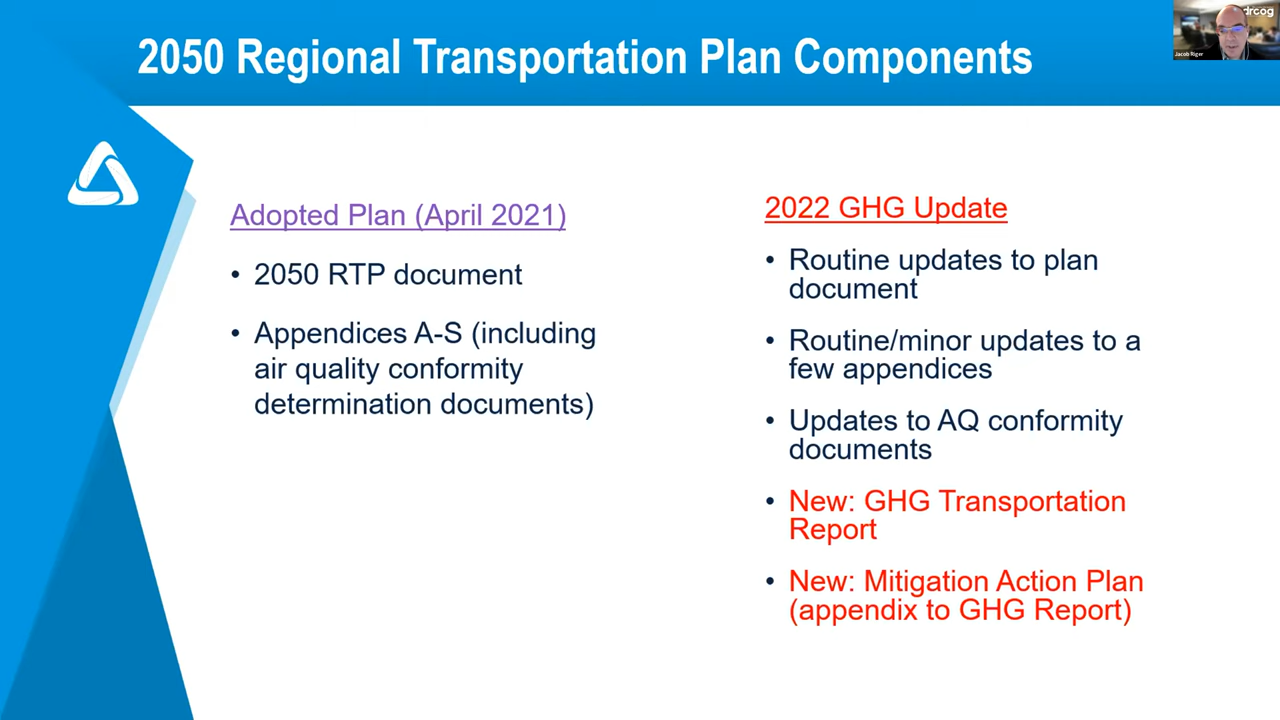 2050 Regional Transportation Plan Components
drcog
Jacob Riger
Adopted Plan (April 2021)
• 2050 RTP document
• Appendices A-S (including
air quality conformity
determination documents)
2022 GHG Update
• Routine updates to plan
document
• Routine/minor updates to a
few appendices
• Updates to AQ conformity
documents
• New: GHG Transportation
Report
• New: Mitigation Action Plan
(appendix to GHG Report)